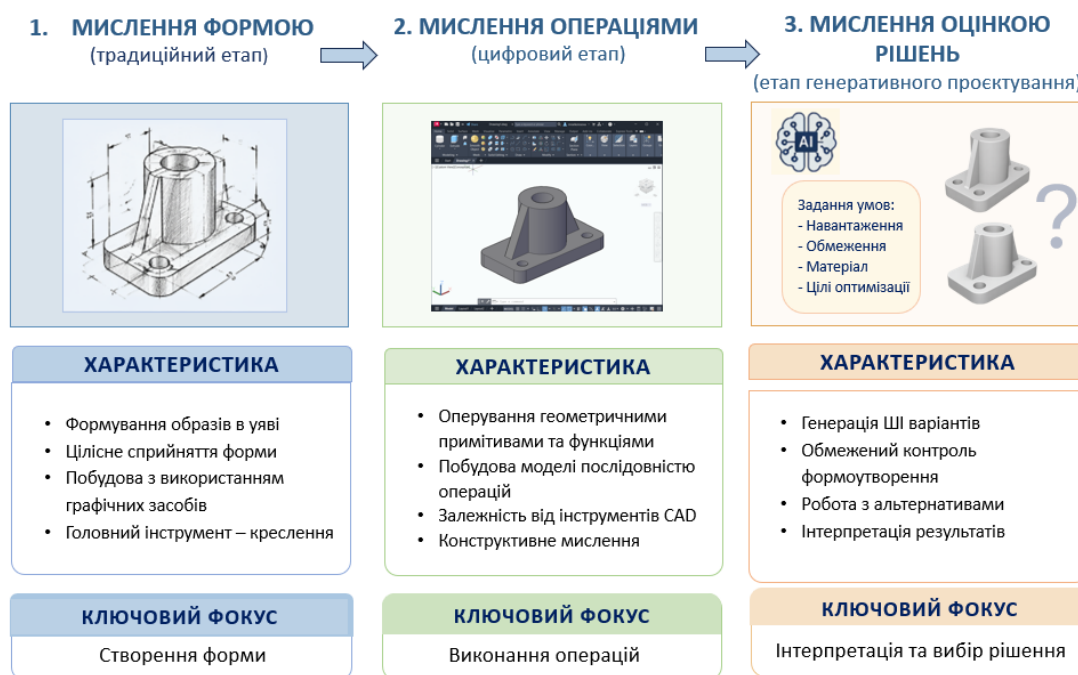 1. МИСЛЕННЯ ФОРМОЮ
(традиційний етап)
2. МИСЛЕННЯ ОПЕРАЦІЯМИ
(цифровий етап)
3. МИСЛЕННЯ ОЦІНКОЮ
РІШЕНЬ
(етап генеративного проєктування)
AI
Задання умов:
- Навантаження
- Обмеження
- Матеріал
- Цілі оптимізації
?
ХАРАКТЕРИСТИКА
• Формування образів в уяві
• Цілісне сприйняття форми
• Побудова з використанням
графічних засобів
• Головний інструмент – креслення
ХАРАКТЕРИСТИКА
• Оперування геометричними
примітивами та функціями
• Побудова моделі послідовністю
операцій
• Залежність від інструментів CAD
• Конструктивне мислення
ХАРАКТЕРИСТИКА
• Генерація ШІ варіантів
• Обмежений контроль
формоутворення
• Робота з альтернативами
• Інтерпретація результатів
КЛЮЧОВИЙ ФОКУС
Створення форми
КЛЮЧОВИЙ ФОКУС
Виконання операцій
КЛЮЧОВИЙ ФОКУС
Інтерпретація та вибір рішення